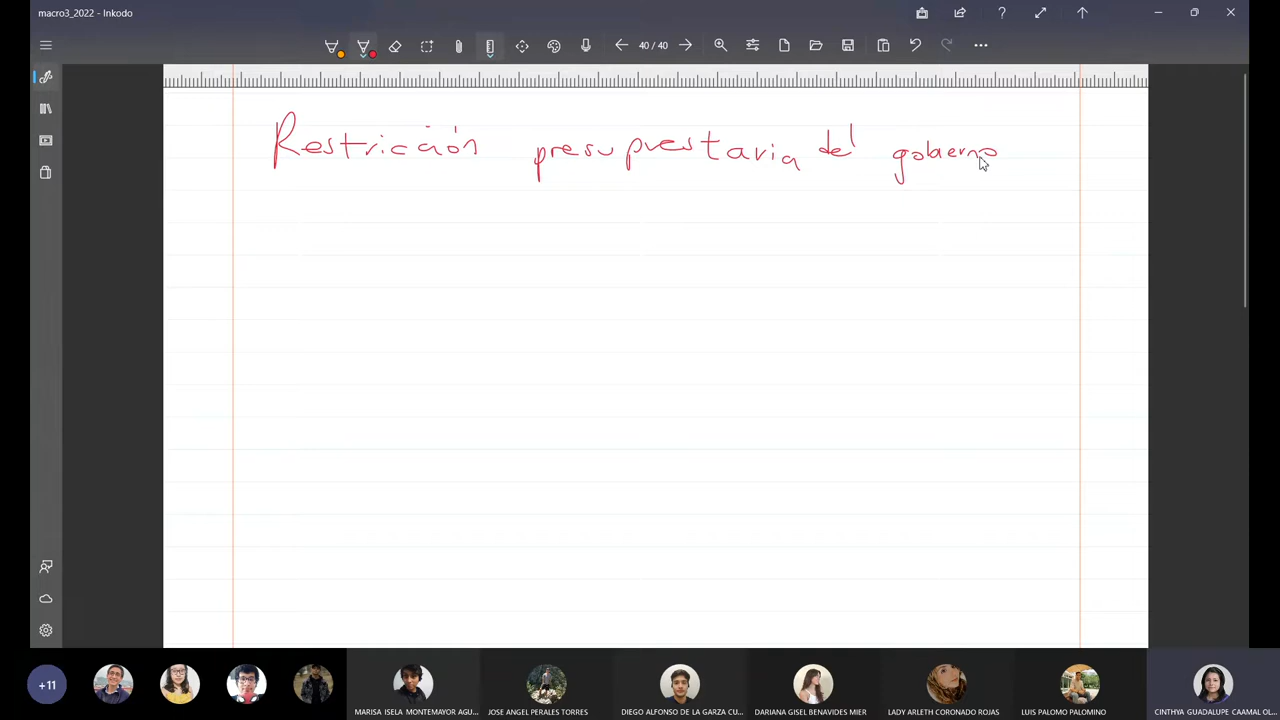 macro3_2022 - Inkodo
40 / 40
Restricción presupuestaria del gobierno
+11
MARISA ISELA MONTEMAYOR AGU...
JOSE ANGEL PERALES TORRES
DIEGO ALFONSO DE LA GARZA CU...
DARIANA GISEL BENAVIDES MIER
LADY ARLETH CORONADO ROJAS
LUIS PALOMO PALOMINO
CINTHYA GUADALUPE CAAMAL OL...